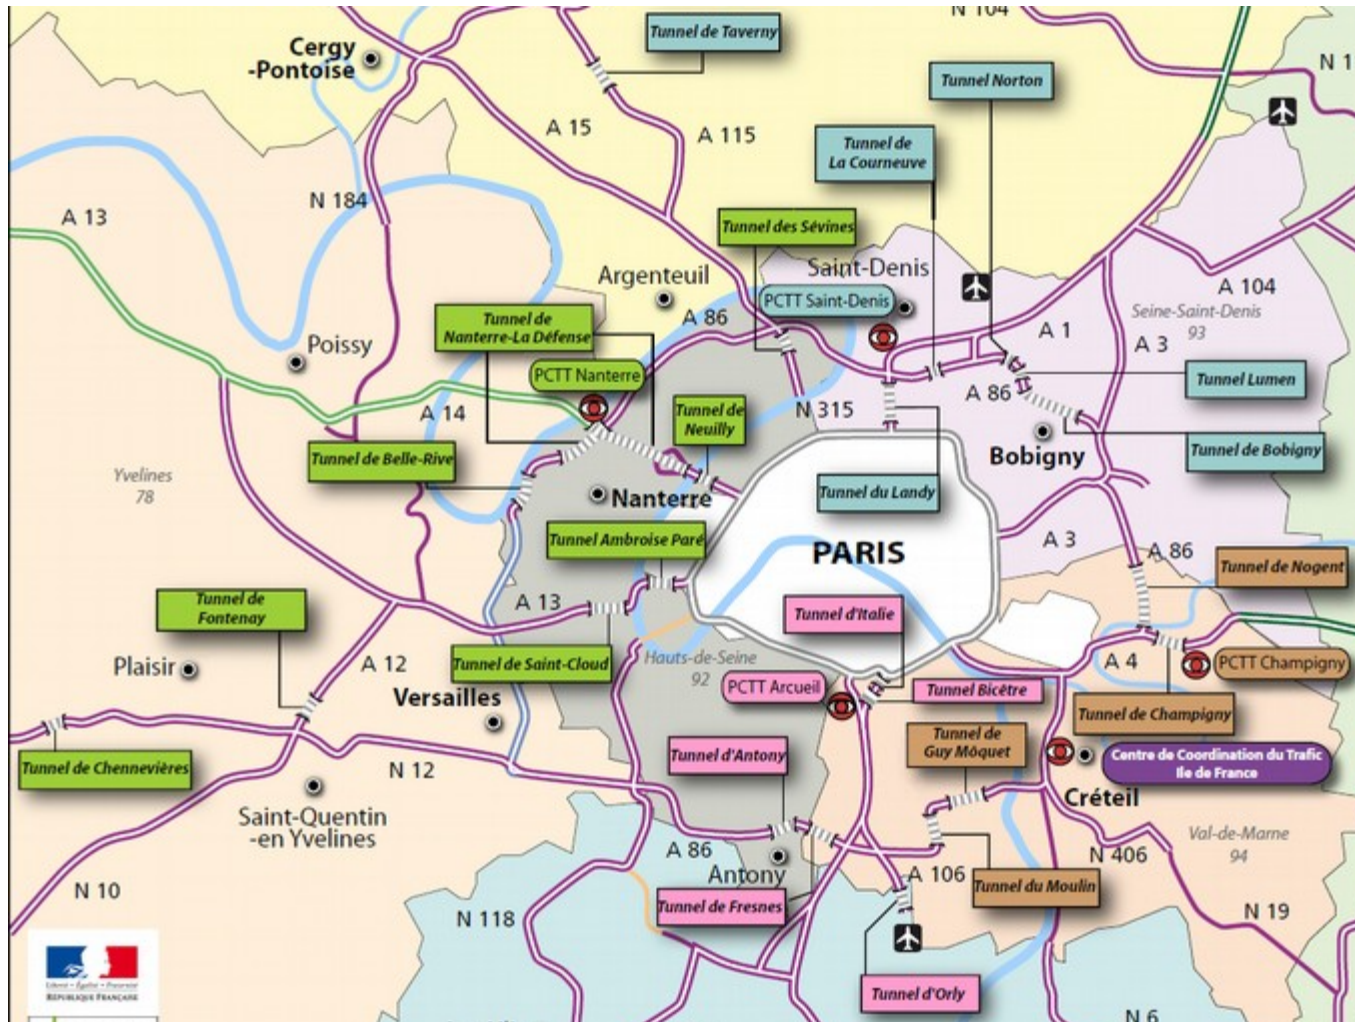 N 104
Tunnel de Taverny
Cergy
-Pontoise
N 1
Tunnel Norton
A 15
A 115
Tunnel de
La Courneuve
N 184
A 13
Tunnel des Sévines
Saint-Denis
Argenteuil
PCTT Saint-Denis
A 104
Seine-Saint-Denis
93
Tunnel de
Nanterre-La Défense
A 86
A 1
A 3
Poissy
PCTT Nanterre
Tunnel Lumen
A 86
A 14
N 315
Tunnel de
Neuilly
Tunnel de Belle-Rive
Bobigny
Tunnel de Bobigny
Yvelines
78
Nanterre
Tunnel du Landy
Tunnel Ambroise Paré
PARIS
A 3
A 86
Tunnel de Nogent
Tunnel de
Fontenay
A 13
Tunnel d'Italie
Plaisir
A 12
Tunnel de Saint-Cloud
Hauts-de-Seine
92
A 4
PCTT Champigny
PCTT Arcueil
Tunnel Bicêtre
Versailles
Tunnel de Champigny
Tunnel de
Guy Môquet
Tunnel d'Antony
Centre de Coordination du Trafic
Ile de France
Tunnel de Chennevières
N 12
Créteil
Saint-Quentin
-en Yvelines
Val-de-Marne
94
A 86
Antony
N 406
A 106
Tunnel du Moulin
N 10
Tunnel de Fresnes
N 118
N 19
Tunnel d'Orly
Liberté • Égalité • Fraternité
RÉPUBLIQUE FRANÇAISE
N 6